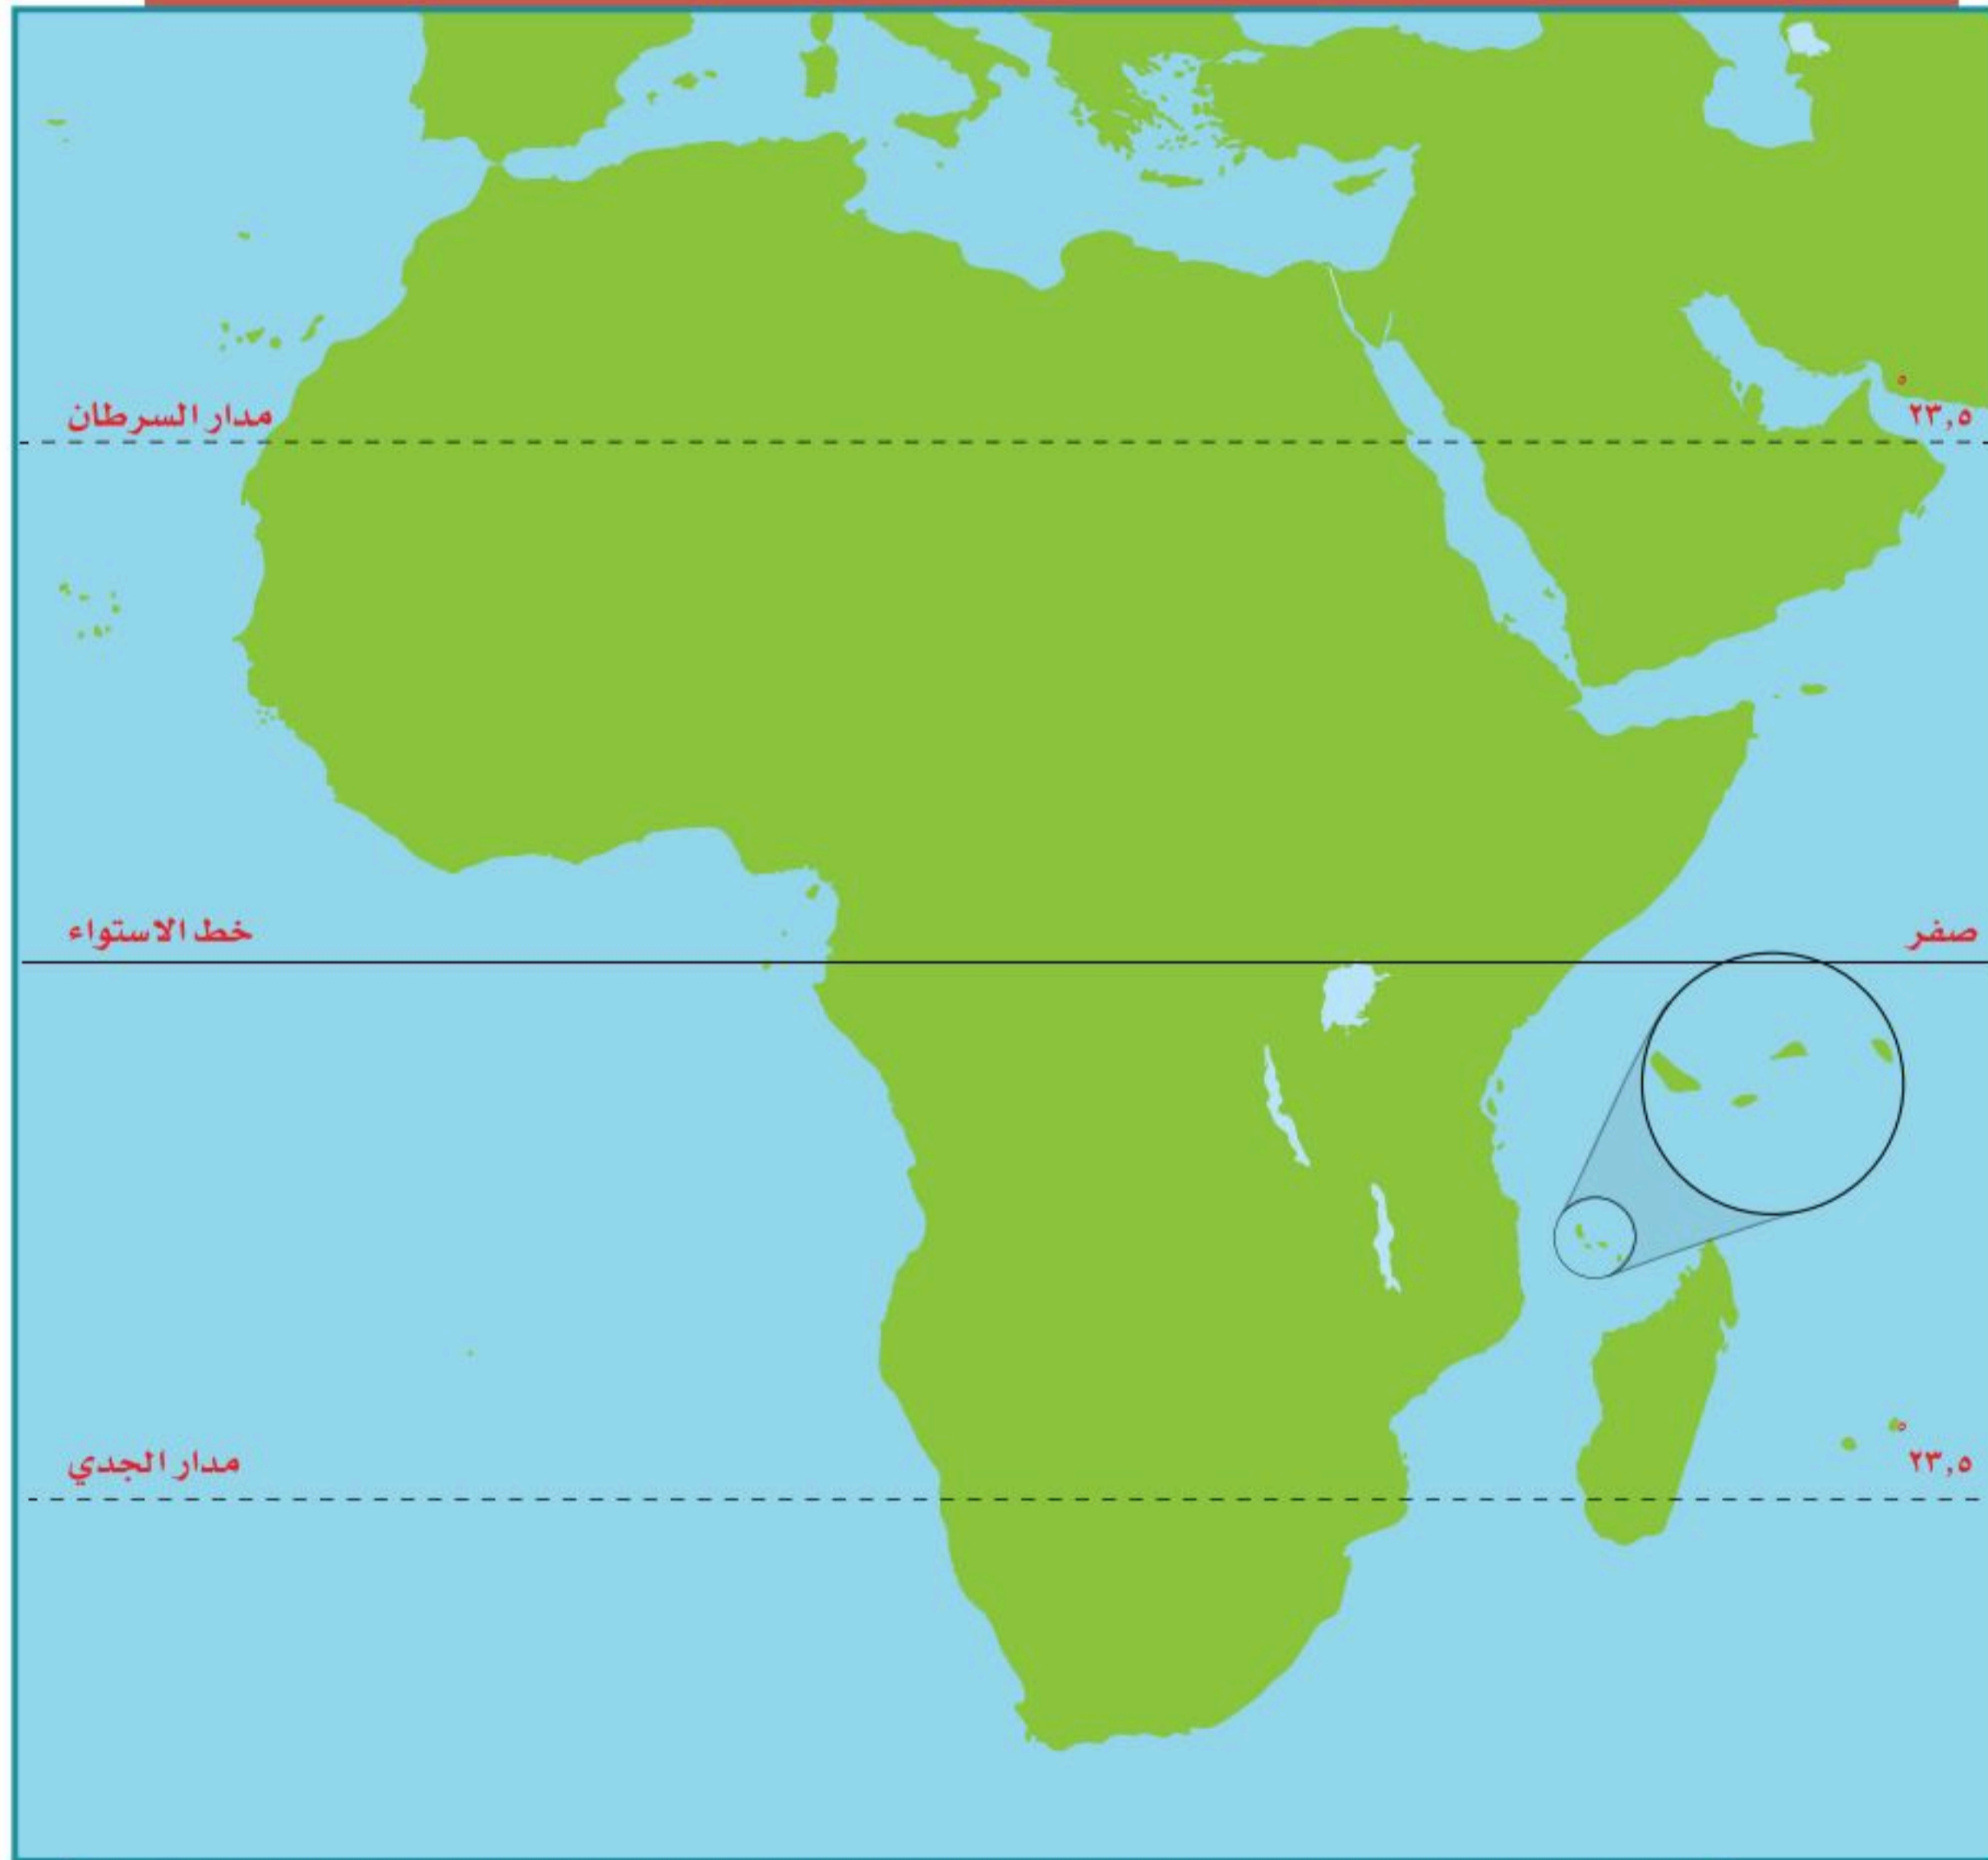 مدار السرطان
٢٣,٥°
خط الاستواء
صفر
مدار الجدي
٢٣,٥°